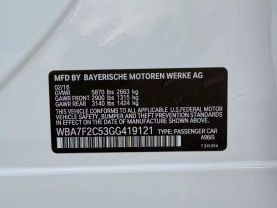 MFD BY BAYERISCHE MOTOREN WERKE AG
02/16
GVWR 5870 lbs 2663 kg
GAWR FRONT 2900 lbs 1315 kg
GAWR REAR 3140 lbs 1424 kg
THIS VEHICLE CONFORMS TO ALL APPLICABLE U.S. FEDERAL MOTOR
VEHICLE SAFETY, BUMPER, AND THEFT PREVENTION STANDARDS
IN EFFECT ON THE DATE OF MANUFACTURE SHOWN ABOVE.
WBA7F2C53GG419121 TYPE: PASSENGER CAR
A96/0